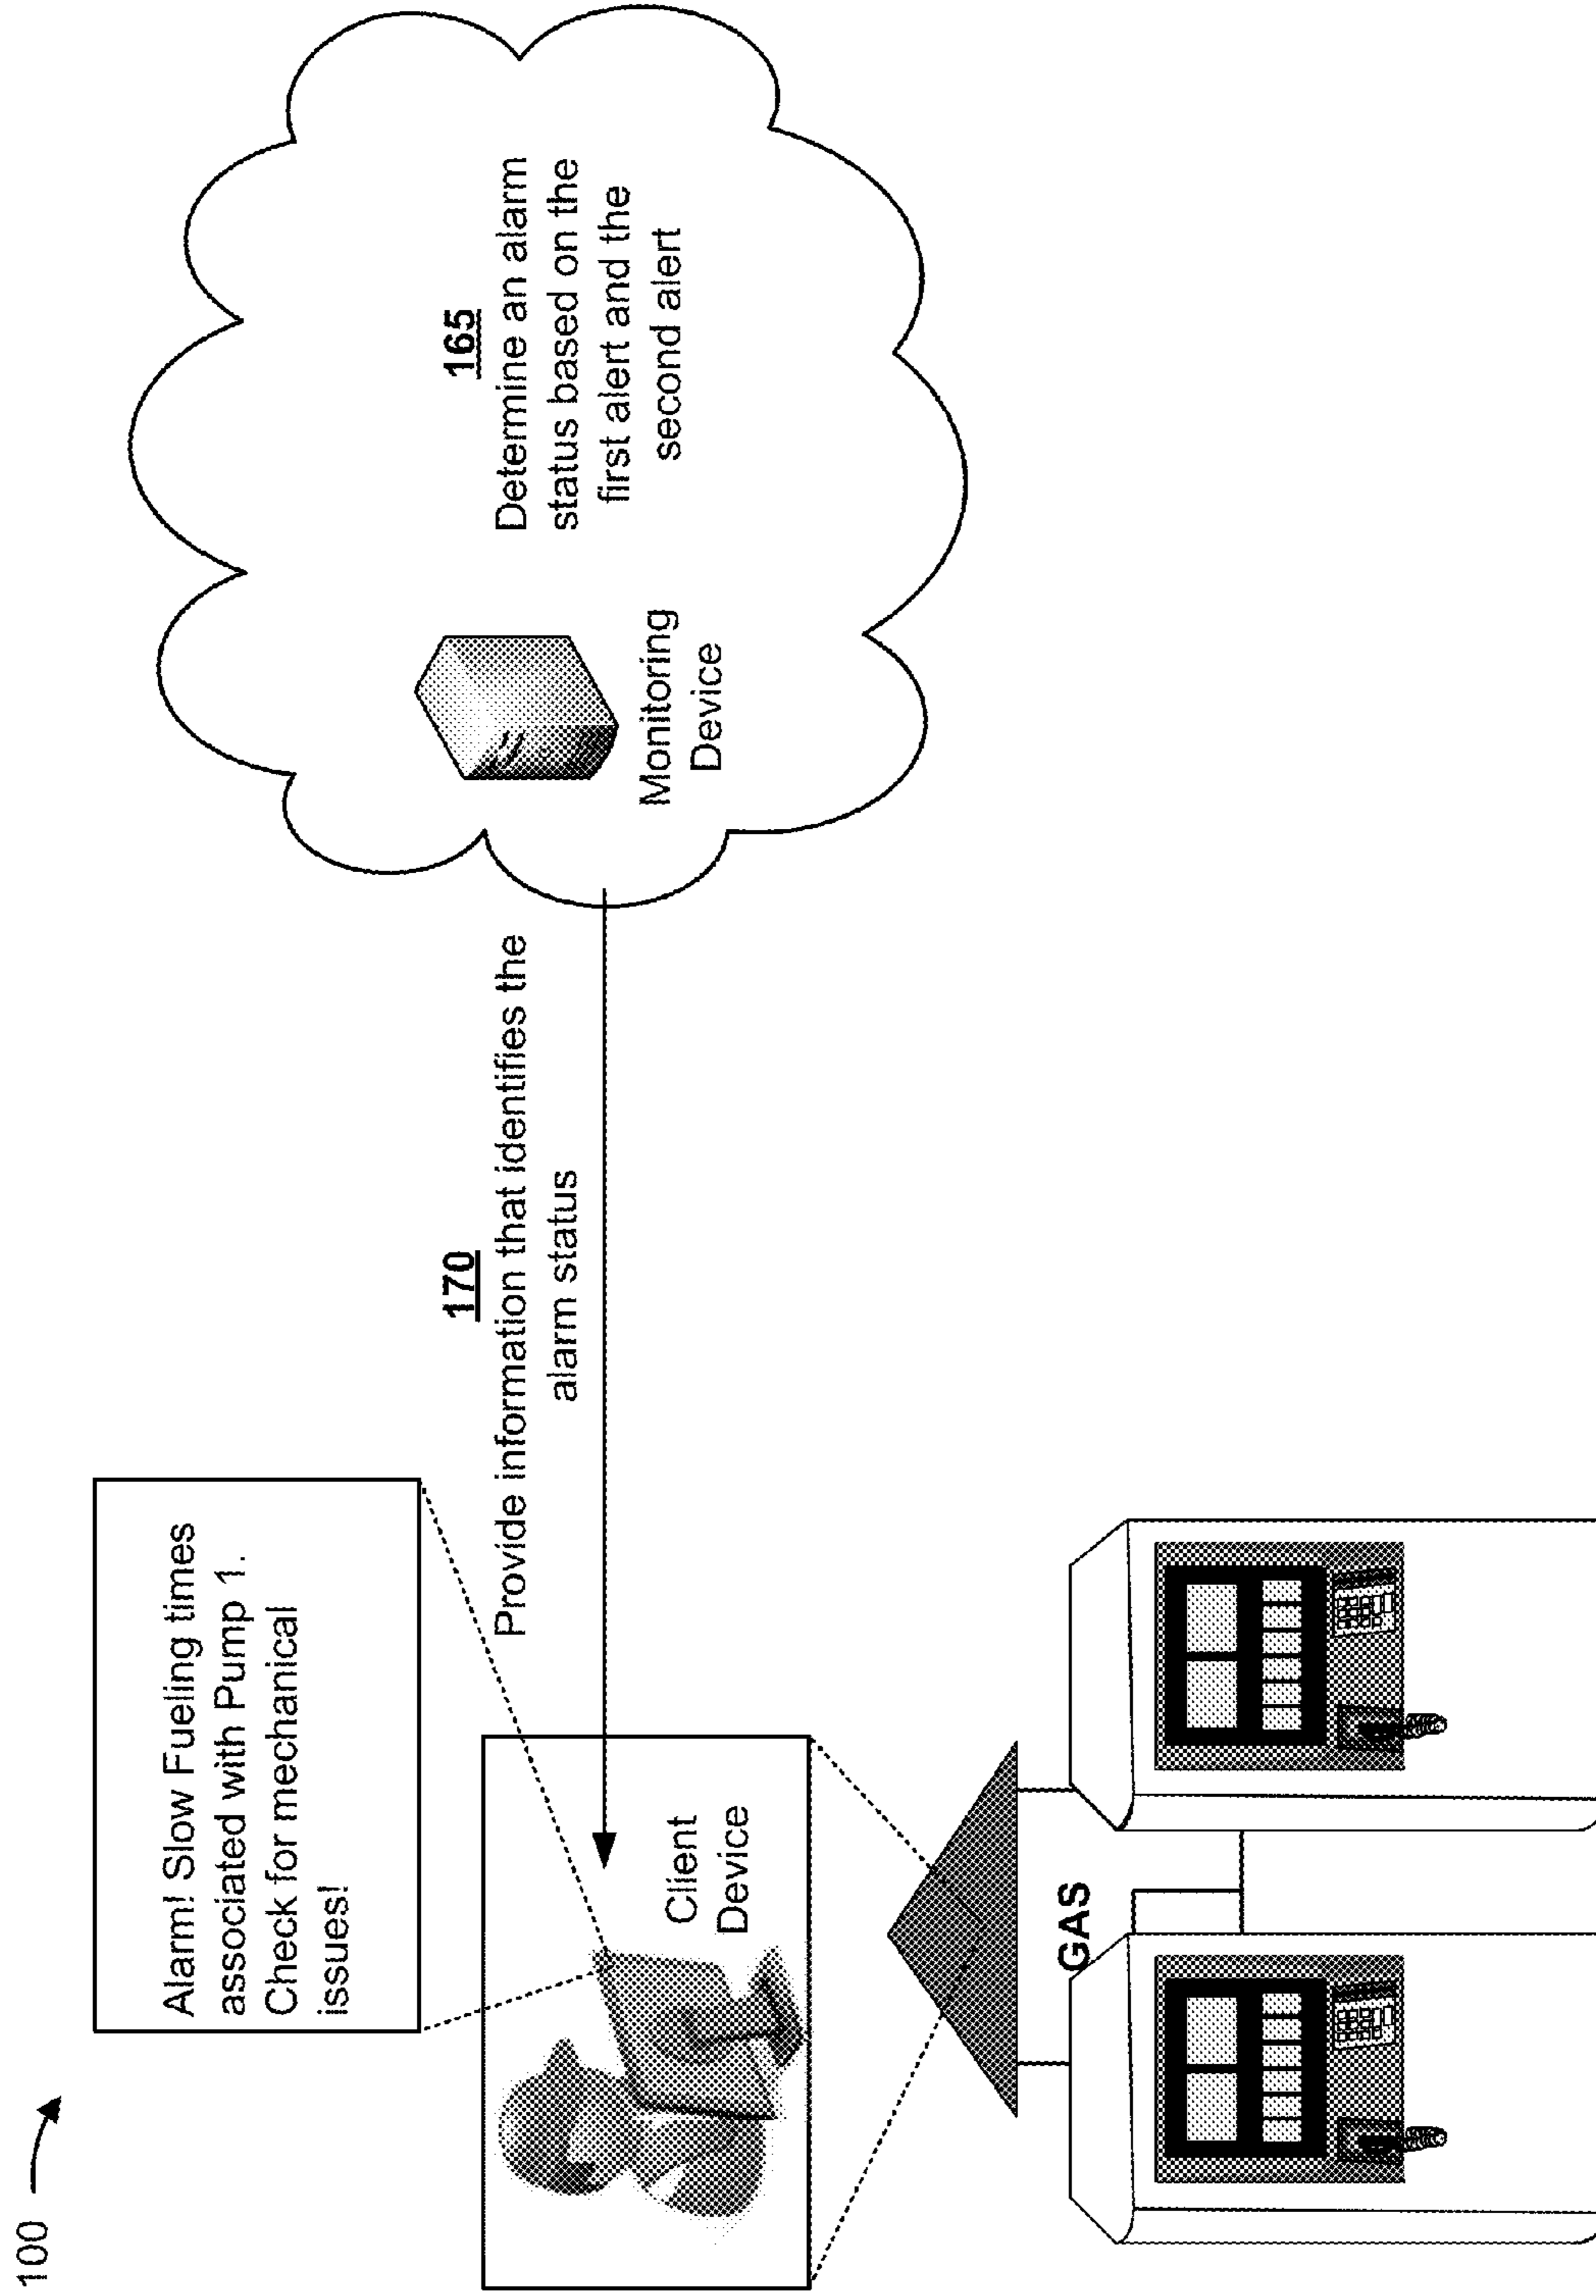 100
Alarm! Slow Fueling times
associated with Pump 1.
Check for mechanical
issues!
170
Provide information that identifies the
alarm status
165
Determine an alarm
status based on the
first alert and the
second alert
Monitoring
Device
Client
Device
GAS